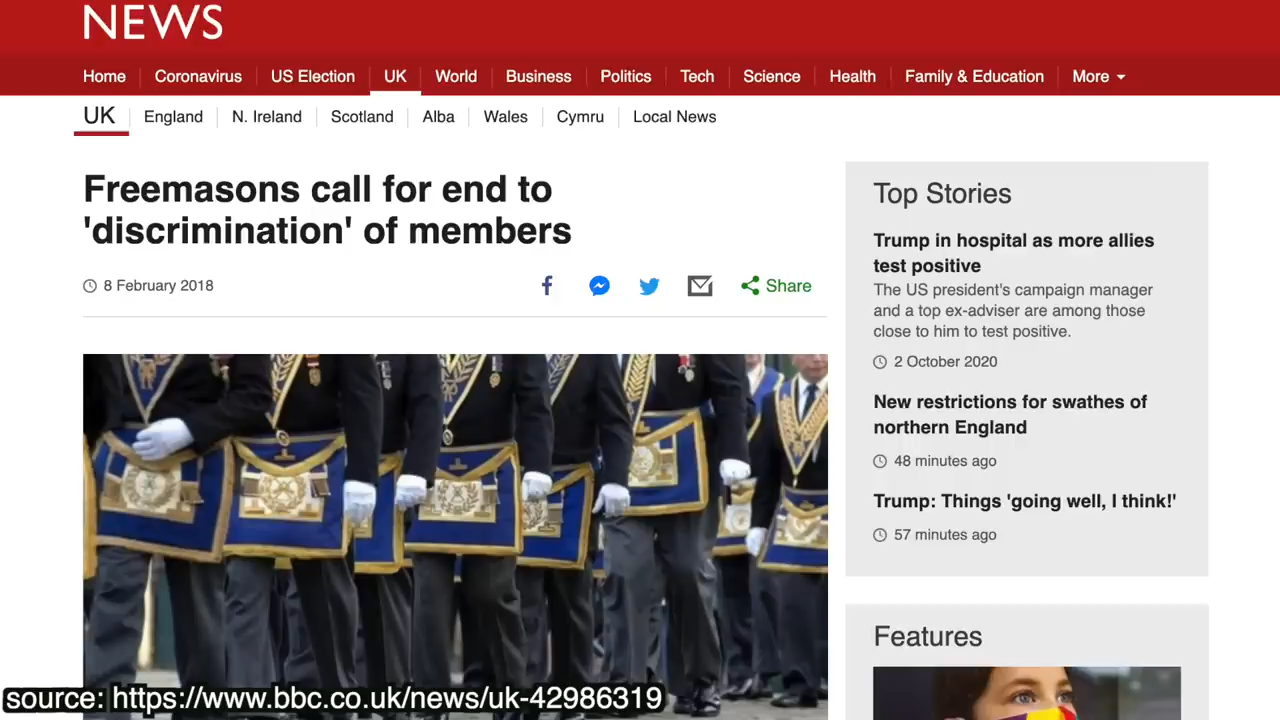 NEWS
Home Coronavirus US Election UK World Business Politics Tech Science Health Family & Education More
UK England N. Ireland Scotland Alba Wales Cymru Local News
Freemasons call for end to
'discrimination' of members
8 February 2018
Share
Top Stories
Trump in hospital as more allies
test positive
The US president's campaign manager
and a top ex-adviser are among those
close to him to test positive.
2 October 2020
New restrictions for swathes of
northern England
48 minutes ago
Trump: Things 'going well, I think!'
57 minutes ago
Features
source: https://www.bbc.co.uk/news/uk-42986319